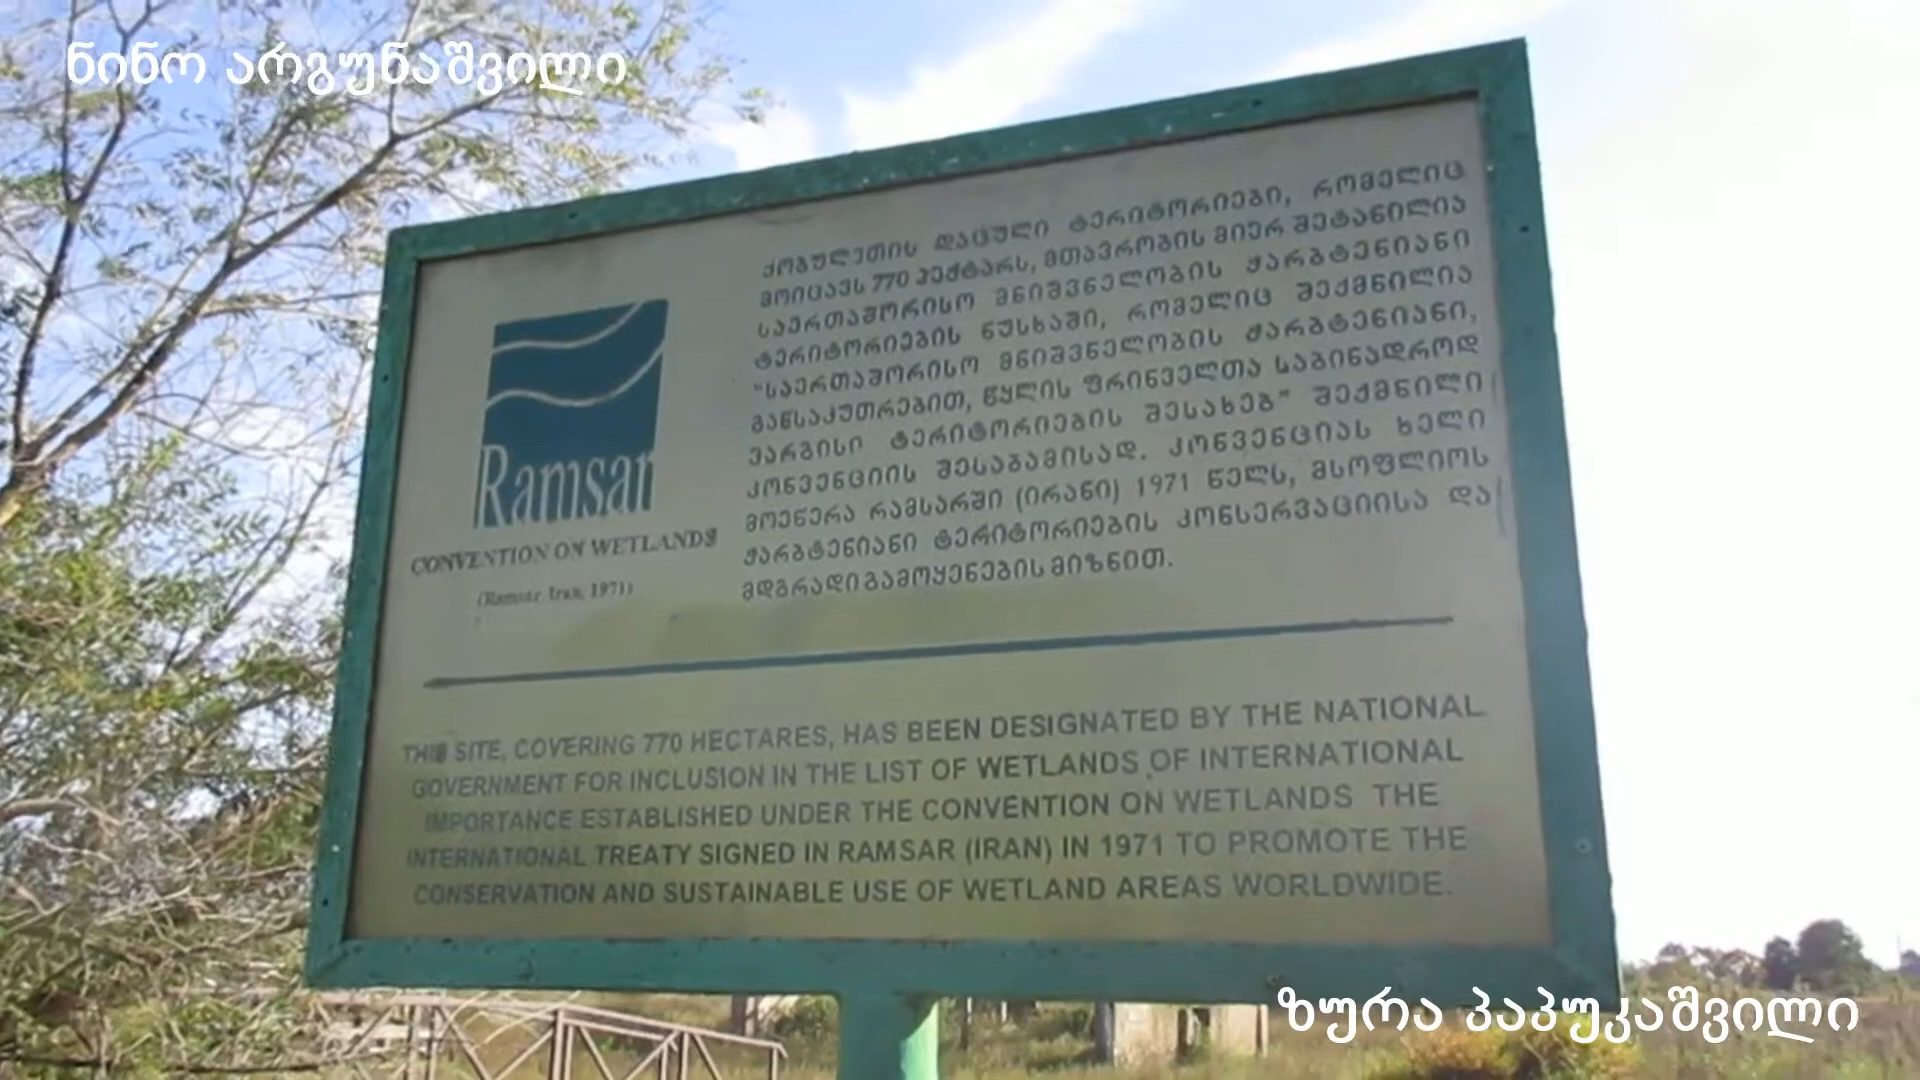 ნინო არგუნაშვილი
ქობულეთის დაცული ტერიტორიები, რომელიც
მოიცავს 770 ჰექტარს, მთავრობის მიერ შეტანილია
საერთაშორისო მნიშვნელობის ჭარბტენიანი
ტერიტორიების ნუსხაში, რომელიც შექმნილია
"საერთაშორისო მნიშვნელობის ჭარბტენიანი,
განსაკუთრებით, წყლის ფრინველთა საბინადროდ
ვარგისი ტერიტორიების შესახებ" შექმნილი
კონვენციის შესაბამისად. კონვენციას ხელი
მოეწერა რამსარში (ირანი) 1971 წელს, მსოფლიოს
ჭარბტენიანი ტერიტორიების კონსერვაციისა და
მდგრადი გამოყენების მიზნით.
Ramsar
CONVENTION ON WETLANDS
(Ramsar, Iran, 1971)
THIS SITE, COVERING 770 HECTARES, HAS BEEN DESIGNATED BY THE NATIONAL
GOVERNMENT FOR INCLUSION IN THE LIST OF WETLANDS OF INTERNATIONAL
IMPORTANCE ESTABLISHED UNDER THE CONVENTION ON WETLANDS THE
INTERNATIONAL TREATY SIGNED IN RAMSAR (IRAN) IN 1971 TO PROMOTE THE
CONSERVATION AND SUSTAINABLE USE OF WETLAND AREAS WORLDWIDE.
ზურა პაპუკაშვილი